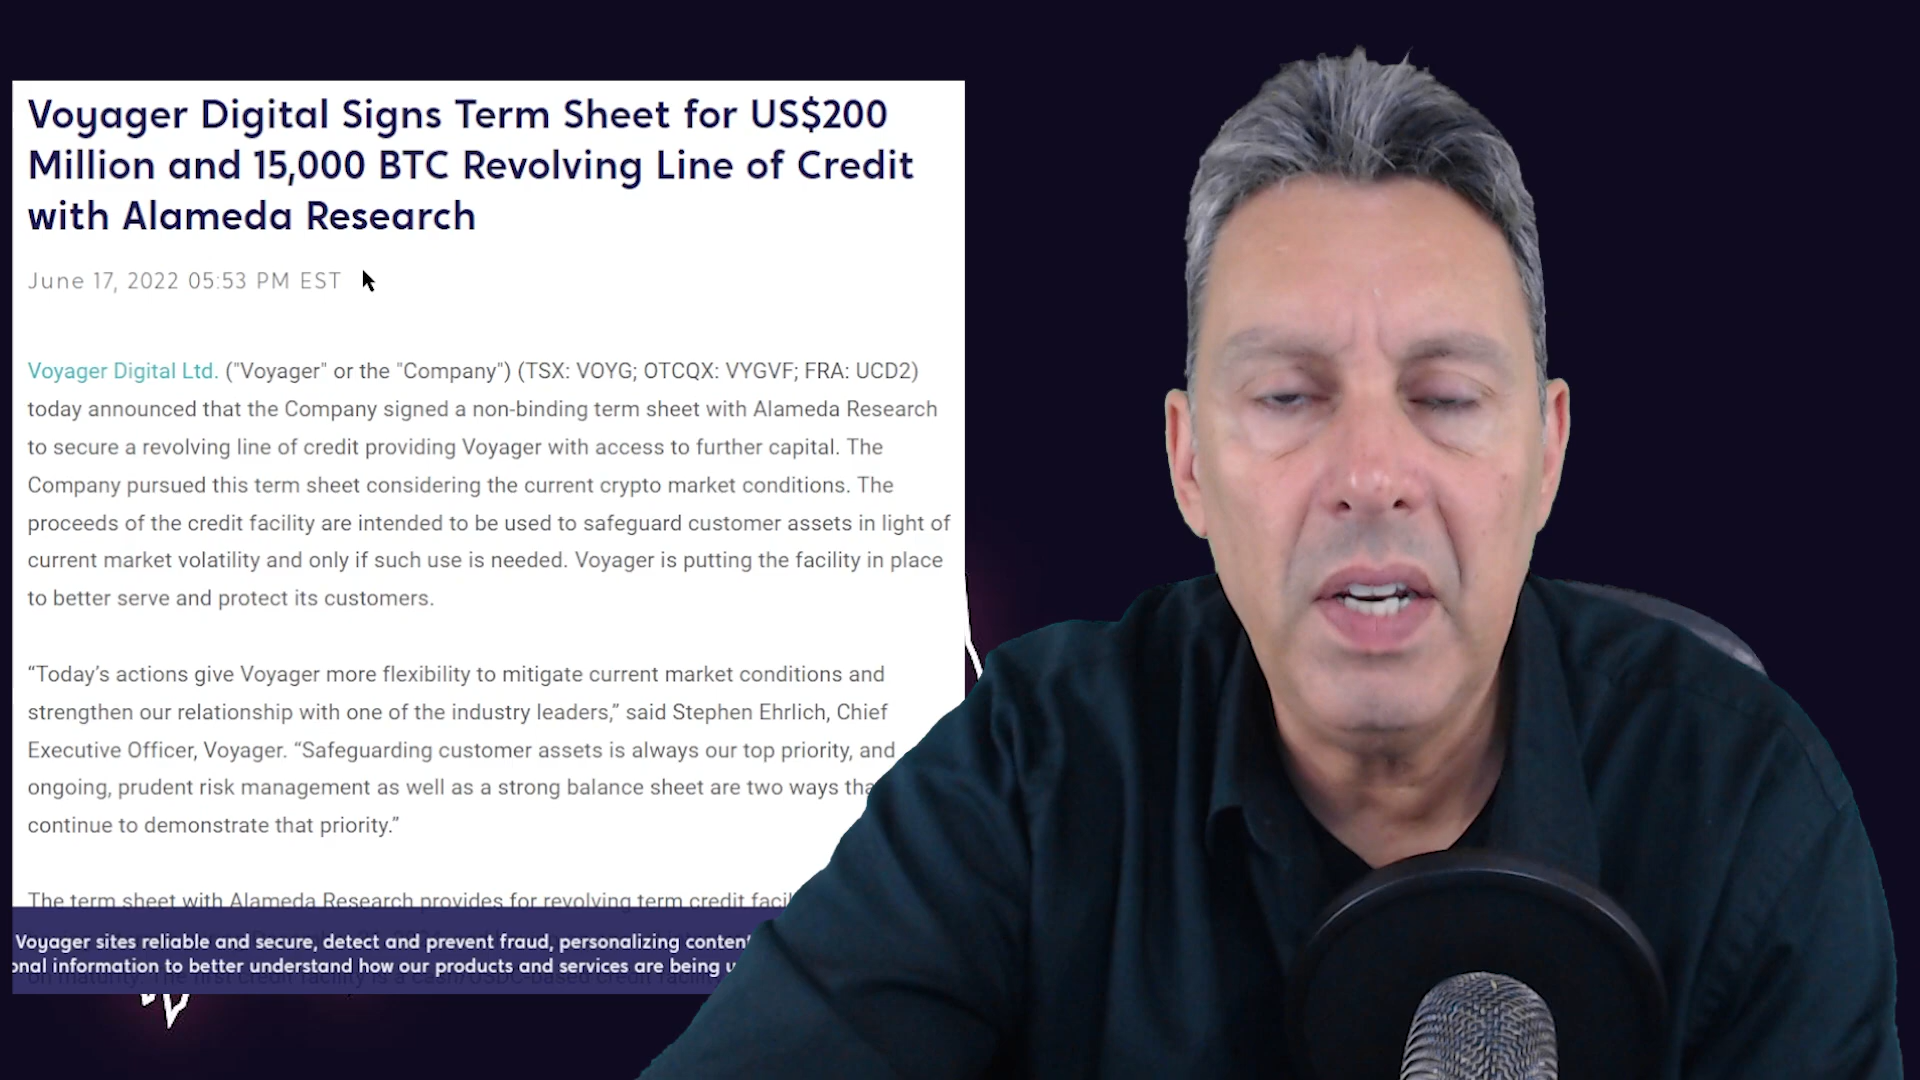 Voyager Digital Signs Term Sheet for US$200
Million and 15,000 BTC Revolving Line of Credit
with Alameda Research
June 17, 2022 05:53 PM EST
Voyager Digital Ltd. ("Voyager" or the "Company") (TSX: VOYG; OTCQX: VYGVF; FRA: UCD2)
today announced that the Company signed a non-binding term sheet with Alameda Research
to secure a revolving line of credit providing Voyager with access to further capital. The
Company pursued this term sheet considering the current crypto market conditions. The
proceeds of the credit facility are intended to be used to safeguard customer assets in light of
current market volatility and only if such use is needed. Voyager is putting the facility in place
to better serve and protect its customers.
“Today’s actions give Voyager more flexibility to mitigate current market conditions and
strengthen our relationship with one of the industry leaders,” said Stephen Ehrlich, Chief
Executive Officer, Voyager. “Safeguarding customer assets is always our top priority, and
ongoing, prudent risk management as well as a strong balance sheet are two ways
continue to demonstrate that priority.”
The term sheet with Alameda Research provides for revolving term credit
Voyager sites reliable and secure, detect and prevent fraud, personalizing content
information to better understand how our products and services are being